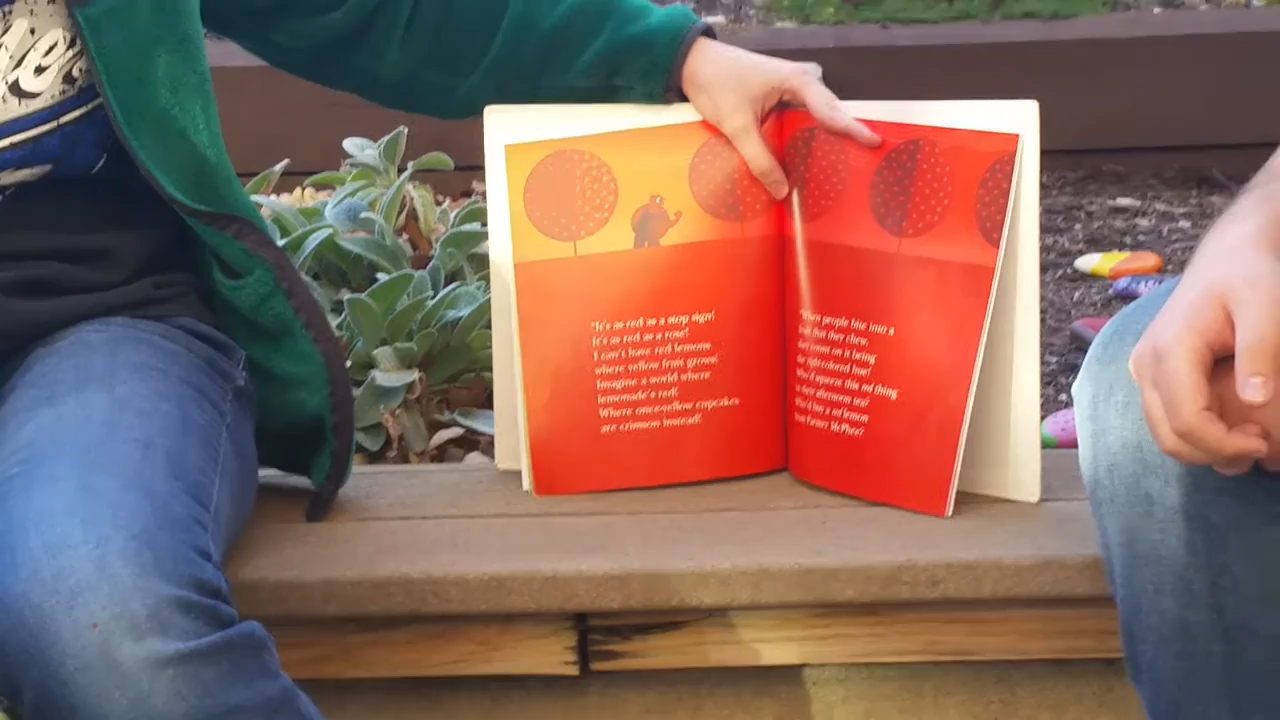 me
"It's as red as a stop sign!
It's as red as a rose!
I can't have red lemons
where yellow fruit grows!
Imagine a world where
lemonade's red!
Where once-yellow cupcakes
are crimson instead!
"When people bite into a
fruit that they chew,
they count on it being
the right-colored hue!
Who'd squeeze this red thing
in their afternoon tea?
Who'd buy a red lemon
from Farmer McPhee?